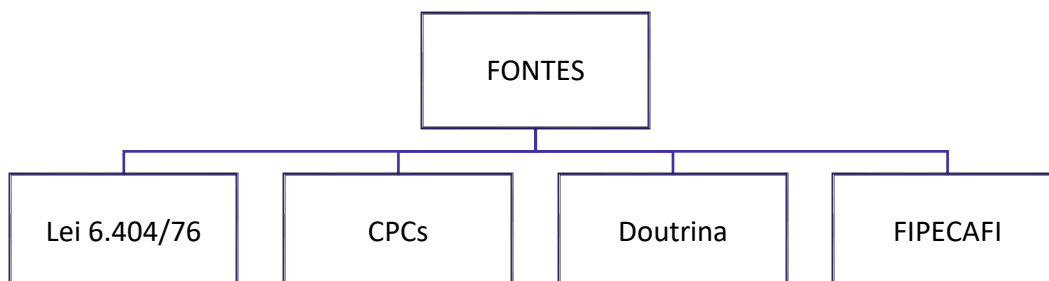 FONTES
Lei 6.404/76
CPCs
Doutrina
FIPECAFI